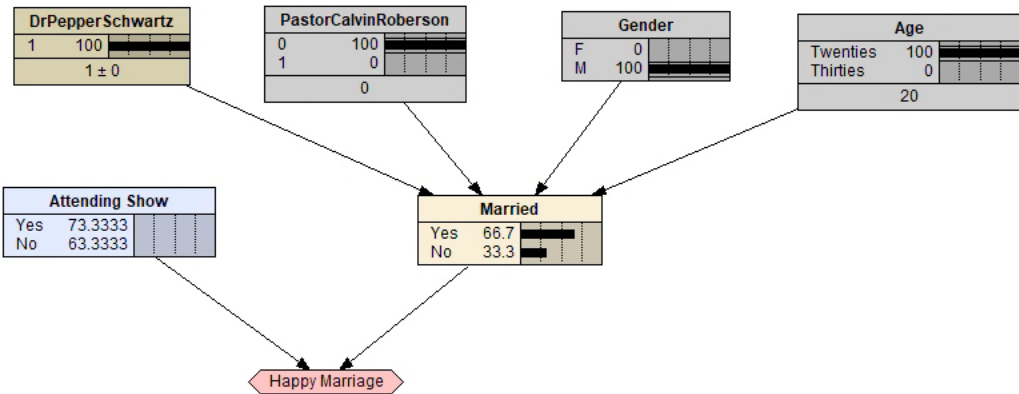 DrPepperSchwartz
1 100
1 ± 0
PastorCalvinRoberson
0 100
1 0
0
Gender
F 0
M 100
Age
Twenties 100
Thirties 0
20
Attending Show
Yes 73.3333
No 63.3333
Married
Yes 66.7
No 33.3
Happy Marriage